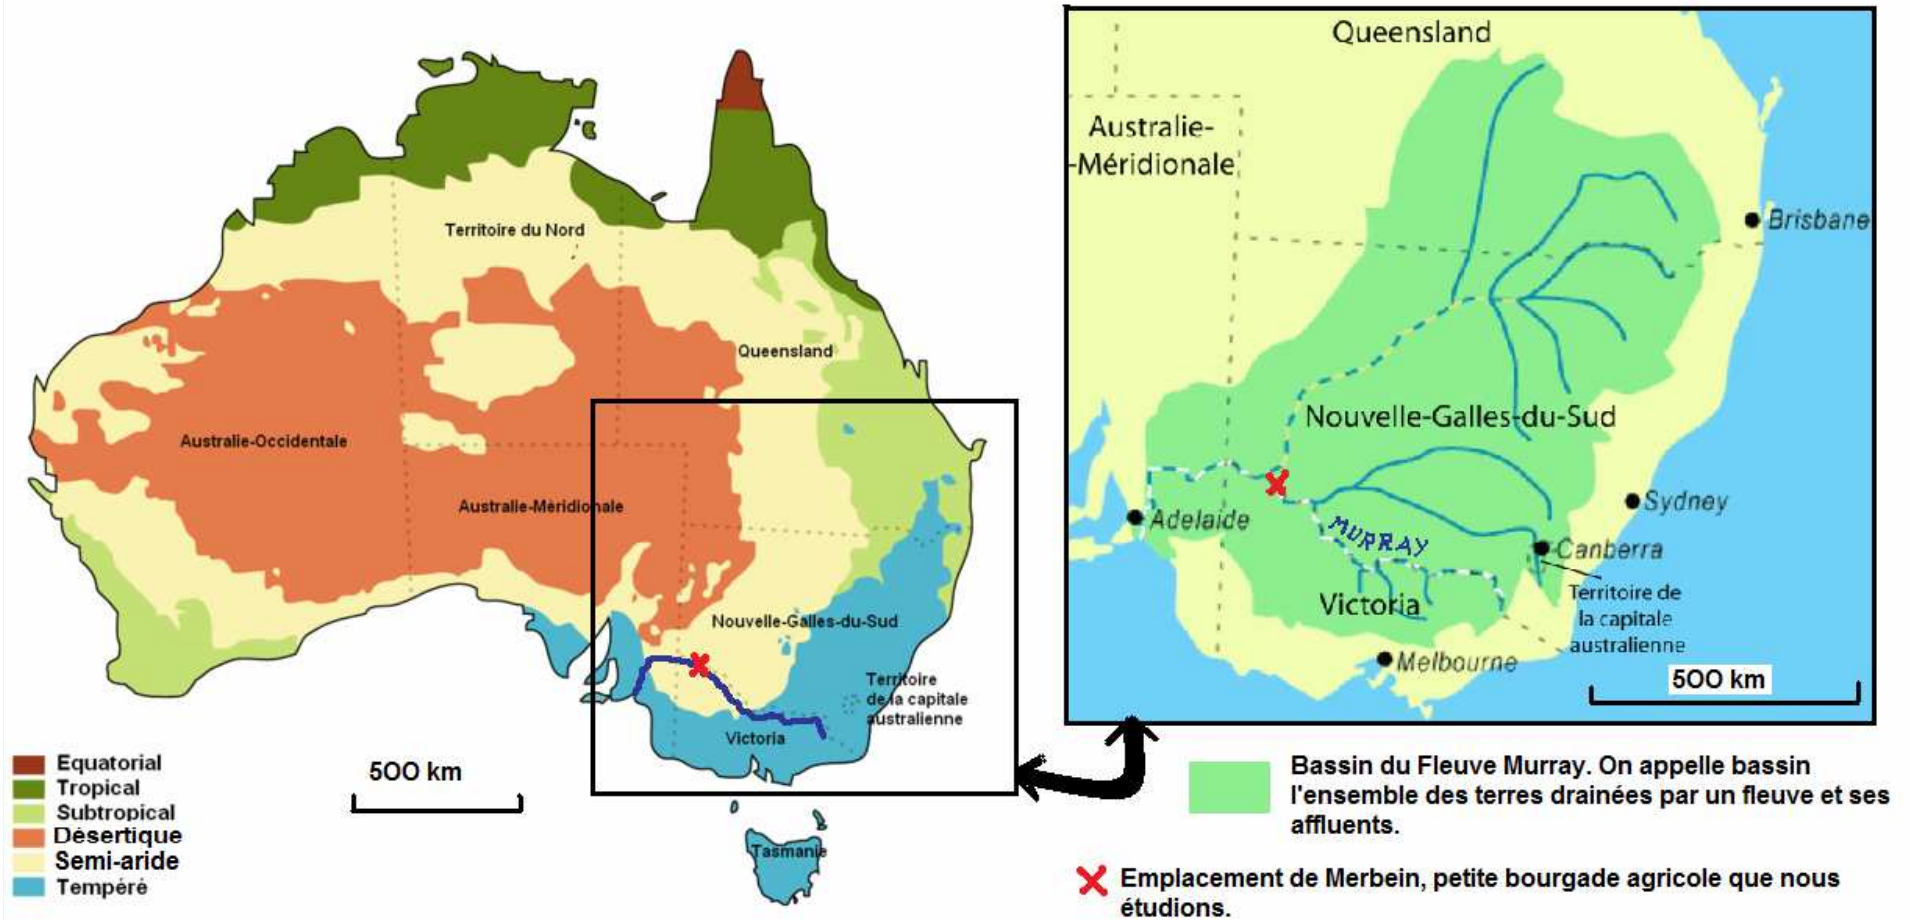 Territoire du Nord
Queensland
Australie-Occidentale
Australie-Méridionale
Nouvelle-Galles-du-Sud
Territoire
de la capitale
australienne
Victoria
Tasmanie
Equatorial
Tropical
Subtropical
Désertique
Semi-aride
Tempéré
500 km
Queensland
Australie-
-Méridionale
Brisbane
Nouvelle-Galles-du-Sud
Sydney
Adelaide
MURRAY
Canberra
Territoire de
la capitale
australienne
Victoria
Melbourne
500 km
Bassin du Fleuve Murray. On appelle bassin
l'ensemble des terres drainées par un fleuve et ses
affluents.
Emplacement de Merbein, petite bourgade agricole que nous
étudions.